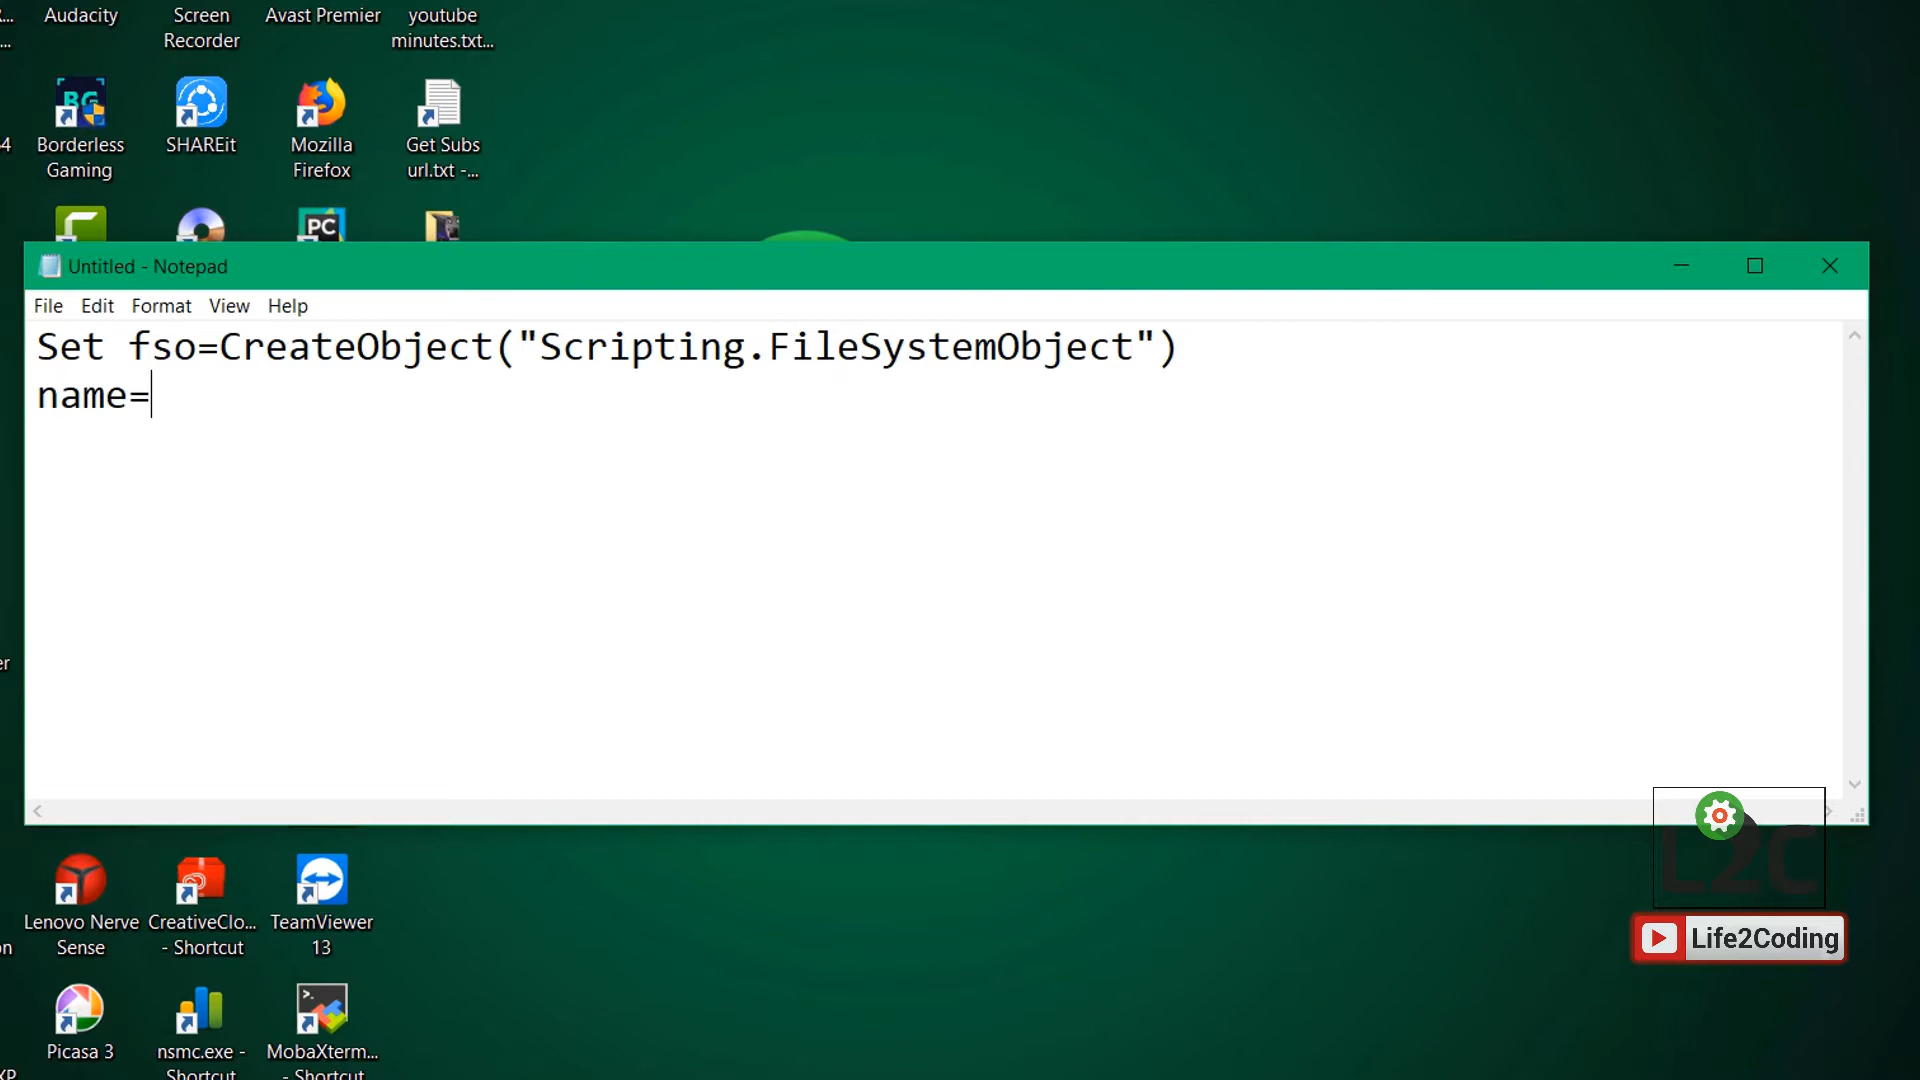 Audacity
Screen
Recorder
Avast Premier
youtube
minutes.txt...
Borderless
Gaming
SHAREit
Mozilla
Firefox
Get Subs
url.txt -...
PC
Untitled - Notepad
File Edit Format View Help
Set fso=CreateObject("Scripting.FileSystemObject")
name=
L2C
Life2Coding
Lenovo Nerve
Sense
CreativeClo...
- Shortcut
TeamViewer
13
Picasa 3
nsmc.exe -
Shortcut
MobaXterm...
- Shortcut